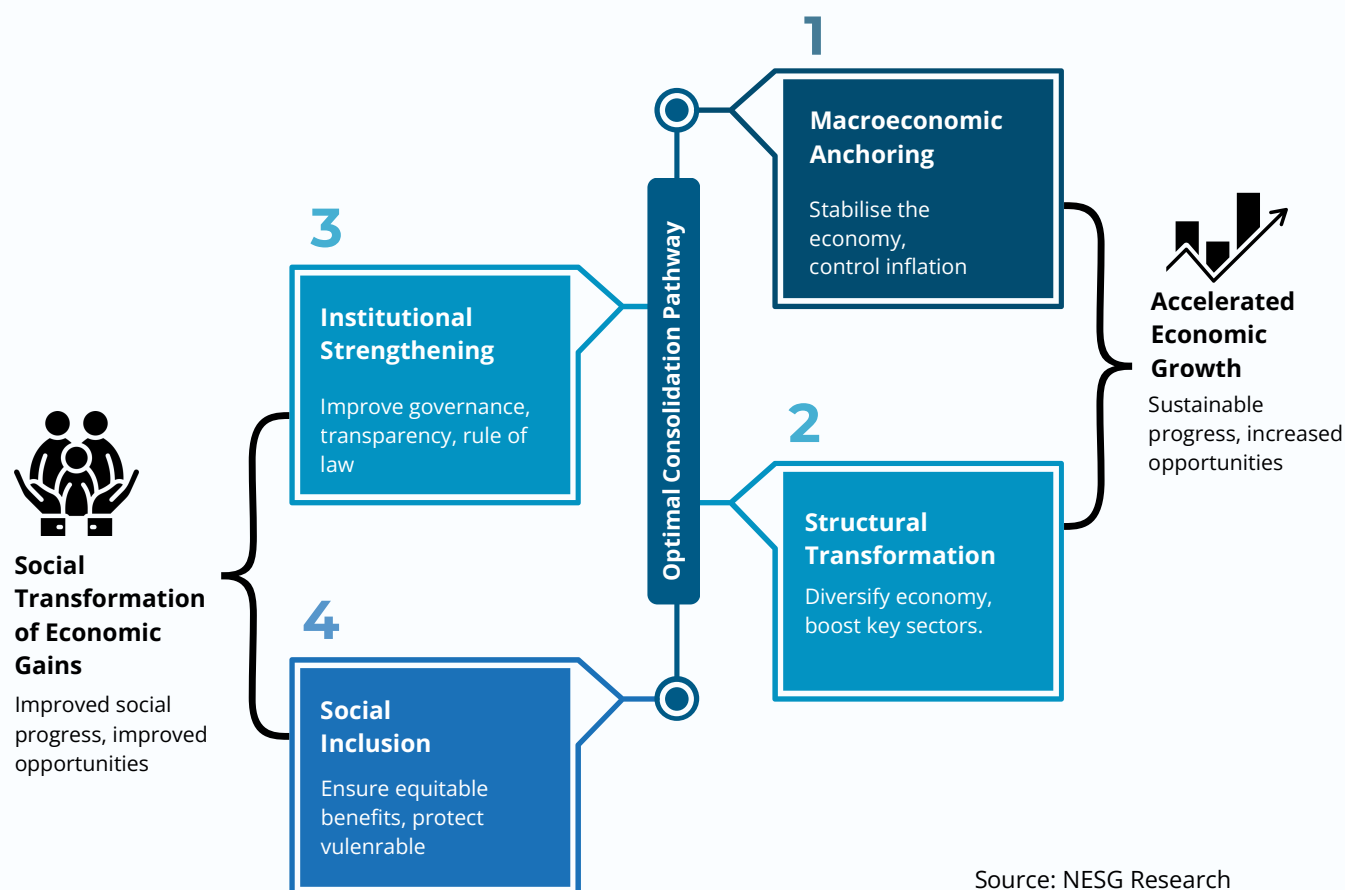 1
Macroeconomic
Anchoring
Stabilise the
economy,
control inflation
Optimal Consolidation Pathway
3
Institutional
Strengthening
Improve governance,
transparency, rule of
law
Accelerated
Economic
Growth
Sustainable
progress, increased
opportunities
2
Structural
Transformation
Diversify economy,
boost key sectors.
Social
Transformation
of Economic
Gains
Improved social
progress, improved
opportunities
4
Social
Inclusion
Ensure equitable
benefits, protect
vulenrable
Source: NESG Research